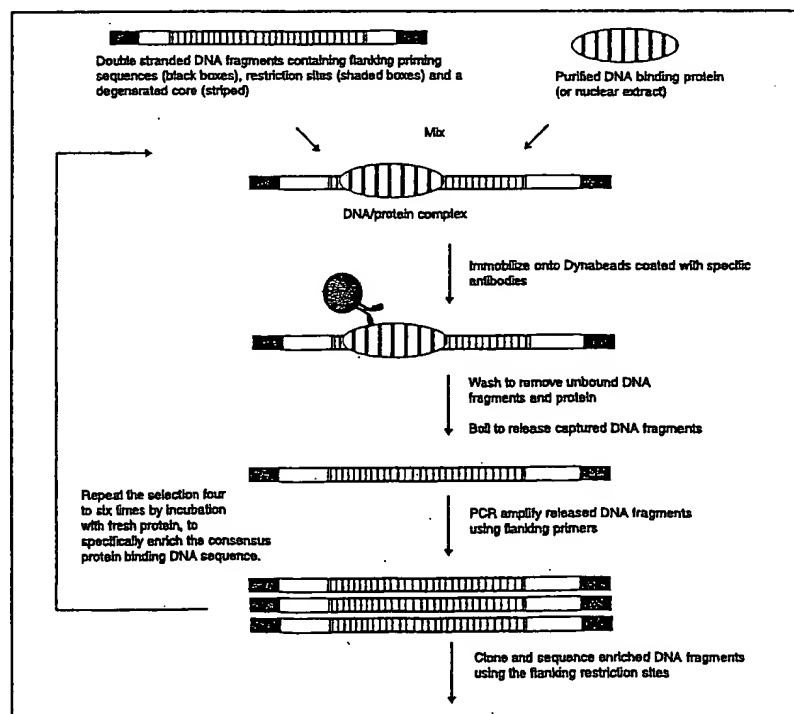 Double stranded DNA fragments containing flanking priming
sequences (black boxes), restriction sites (shaded boxes) and a
degenerated core (striped)
Purified DNA binding protein
(or nuclear extract)
Mix
DNA/protein complex
Immobilize onto Dynabeads coated with specific
antibodies
Wash to remove unbound DNA
fragments and protein
Boil to release captured DNA fragments
Repeat the selection four
to six times by incubation
with fresh protein, to
specifically enrich the consensus
protein binding DNA sequence.
PCR amplify released DNA fragments
using flanking primers
Clone and sequence enriched DNA fragments
using the flanking restriction sites